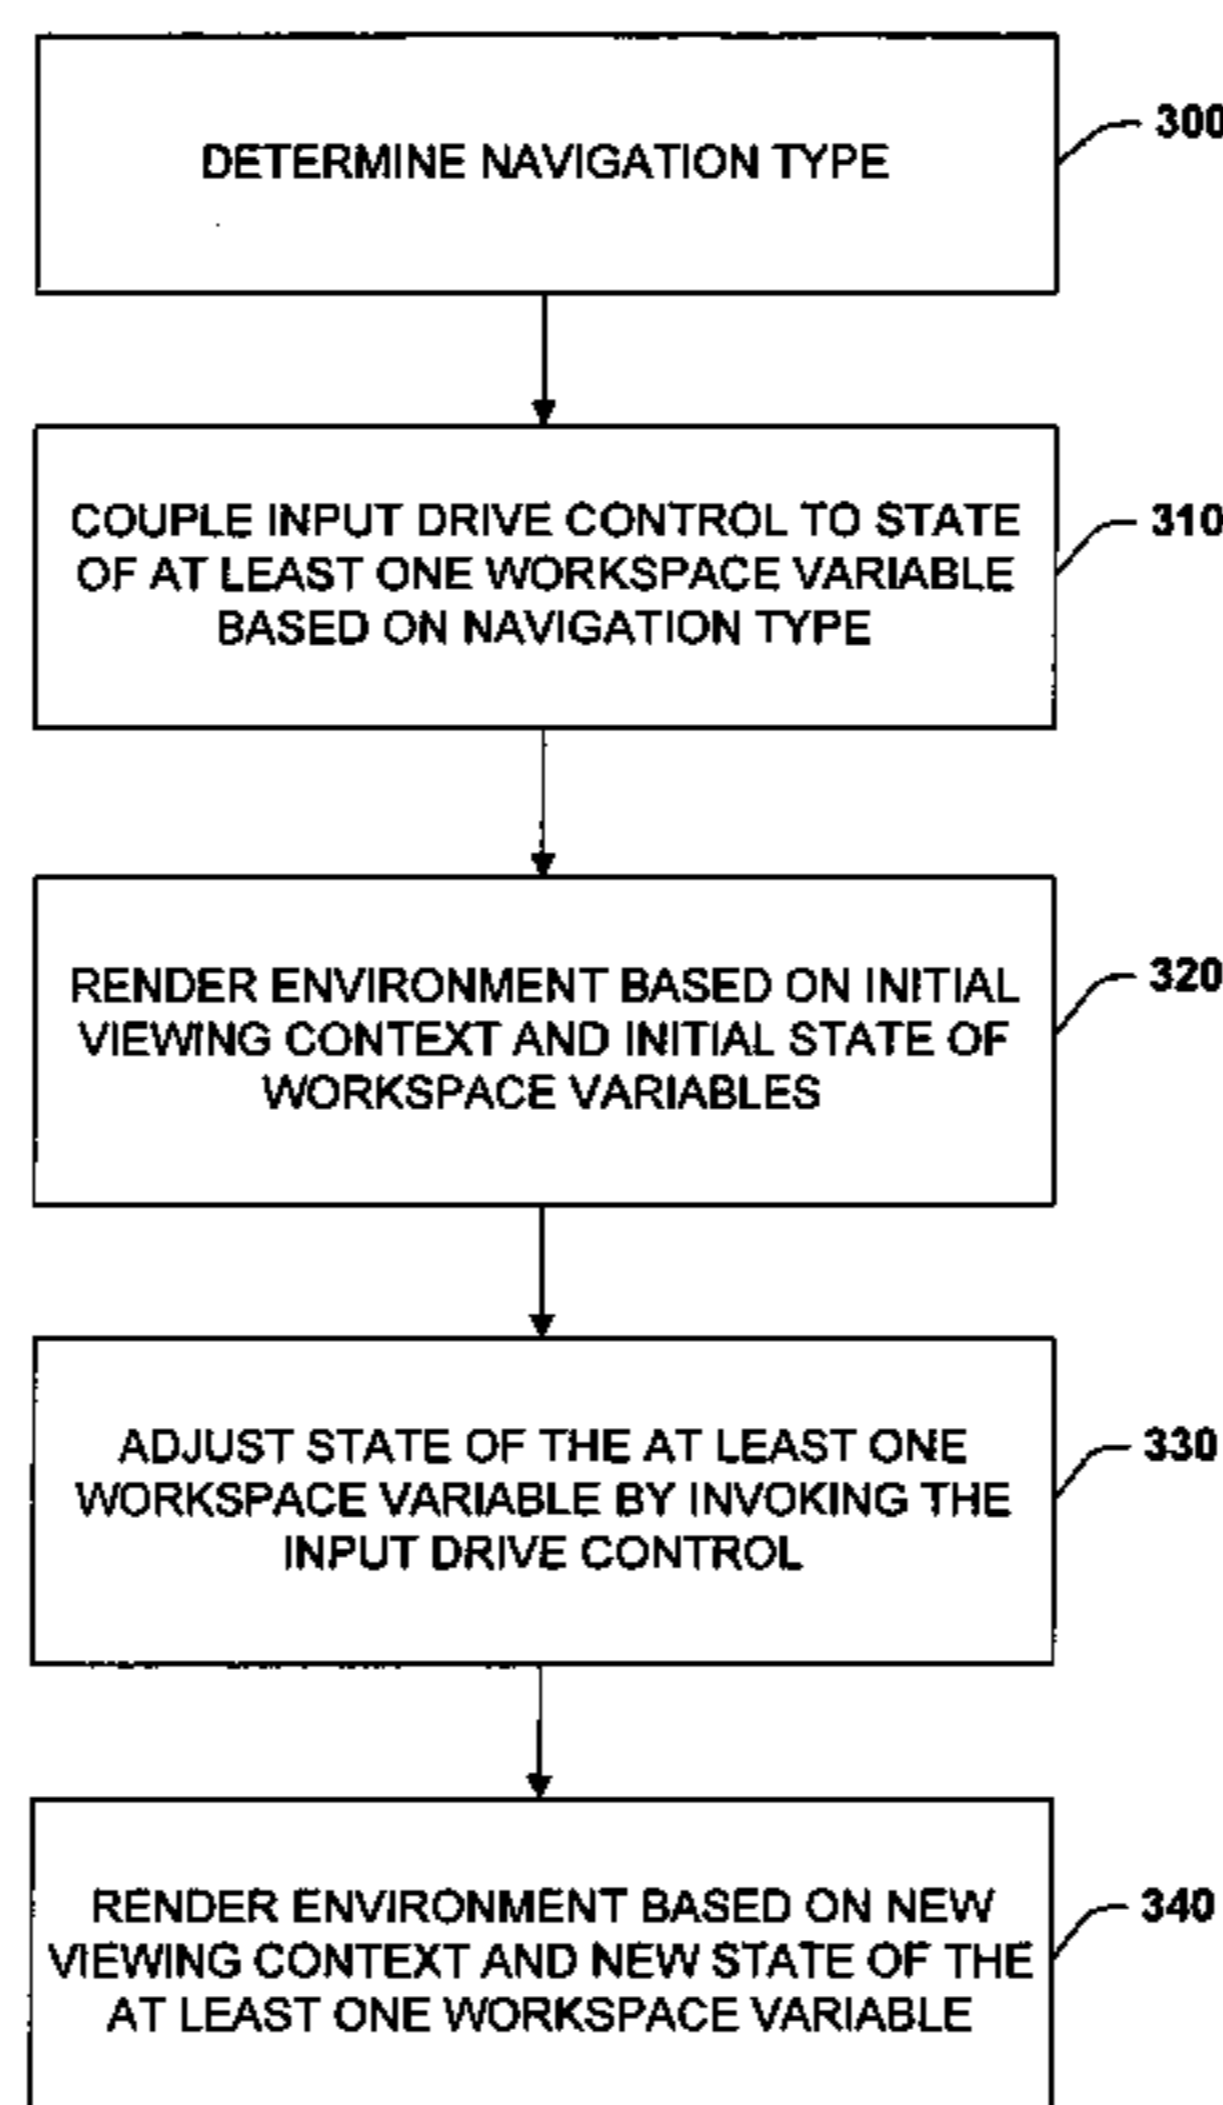 DETERMINE NAVIGATION TYPE
300
COUPLE INPUT DRIVE CONTROL TO STATE
OF AT LEAST ONE WORKSPACE VARIABLE
BASED ON NAVIGATION TYPE
310
RENDER ENVIRONMENT BASED ON INITIAL
VIEWING CONTEXT AND INITIAL STATE OF
WORKSPACE VARIABLES
320
ADJUST STATE OF THE AT LEAST ONE
WORKSPACE VARIABLE BY INVOKING THE
INPUT DRIVE CONTROL
330
RENDER ENVIRONMENT BASED ON NEW
VIEWING CONTEXT AND NEW STATE OF THE
AT LEAST ONE WORKSPACE VARIABLE
340